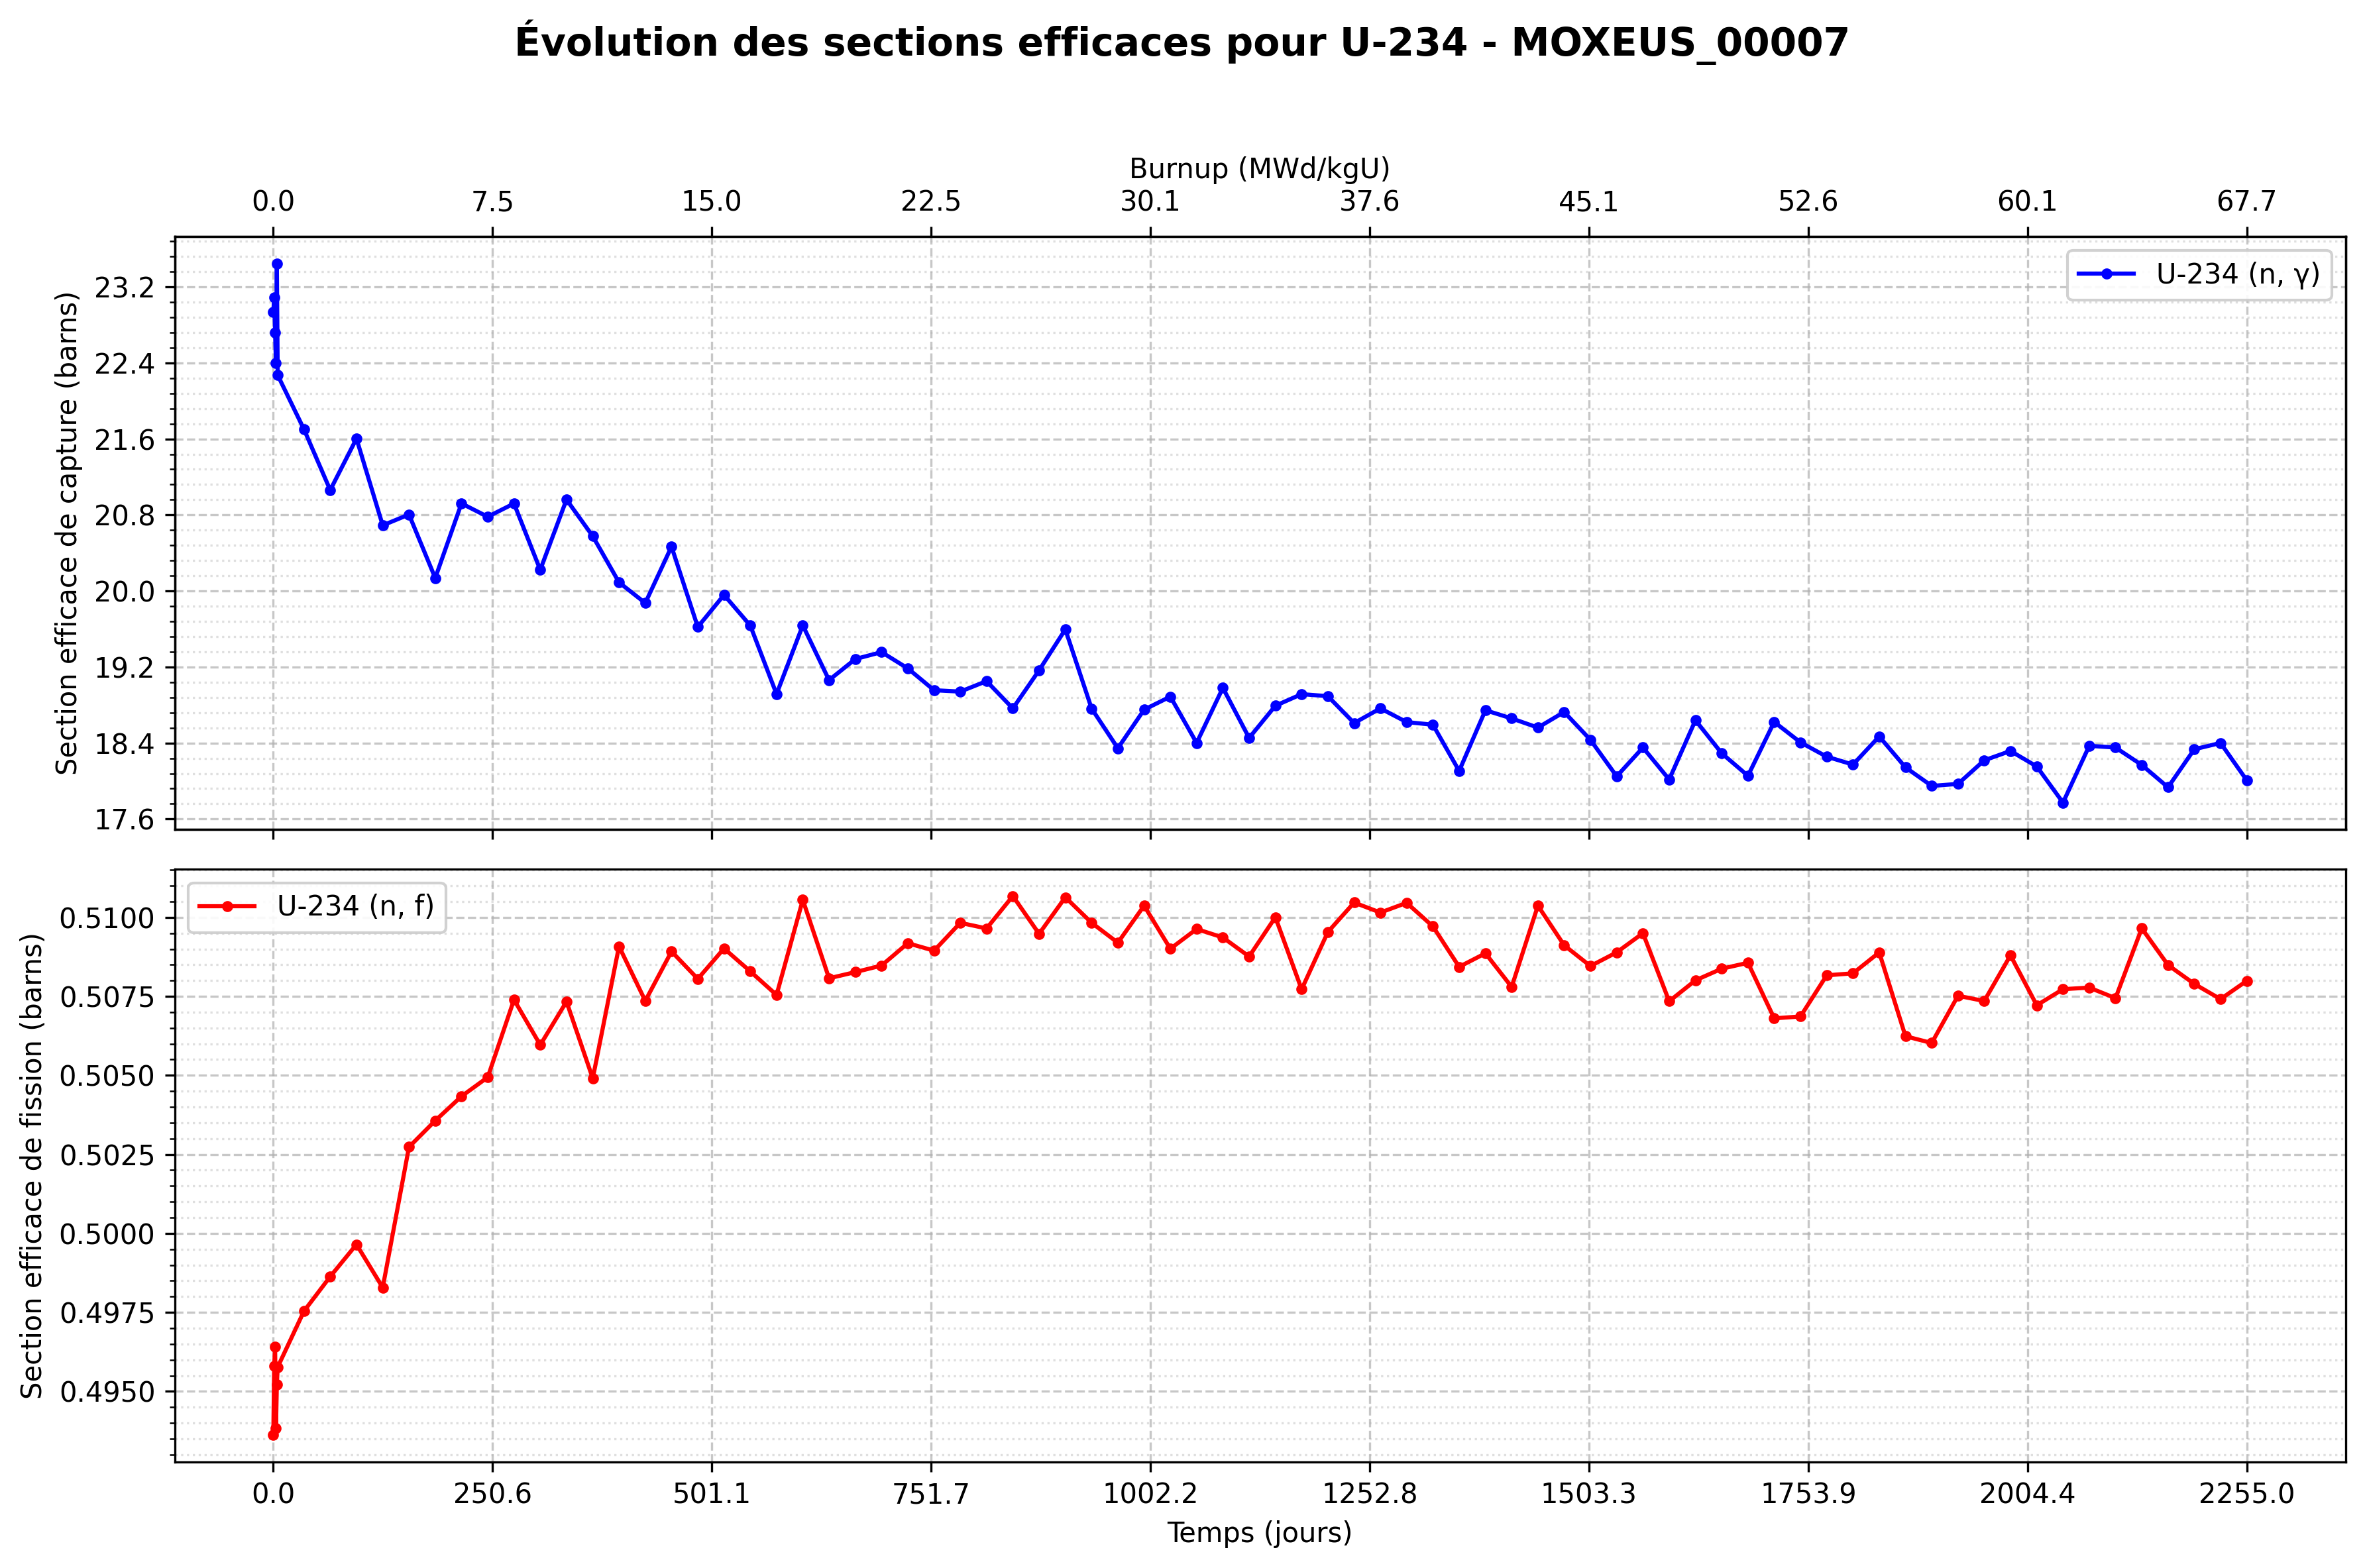 Évolution des sections efficaces pour U-234 - MOXEUS_00007
Burnup (MWd/kgU)
0.0 7.5 15.0 22.5 30.1 37.6 45.1 52.6 60.1 67.7
U-234 (n, γ)
Section efficace de capture (barns)
23.2
22.4
21.6
20.8
20.0
19.2
18.4
17.6
U-234 (n, f)
Section efficace de fission (barns)
0.5100
0.5075
0.5050
0.5025
0.5000
0.4975
0.4950
0.0 250.6 501.1 751.7 1002.2 1252.8 1503.3 1753.9 2004.4 2255.0
Temps (jours)